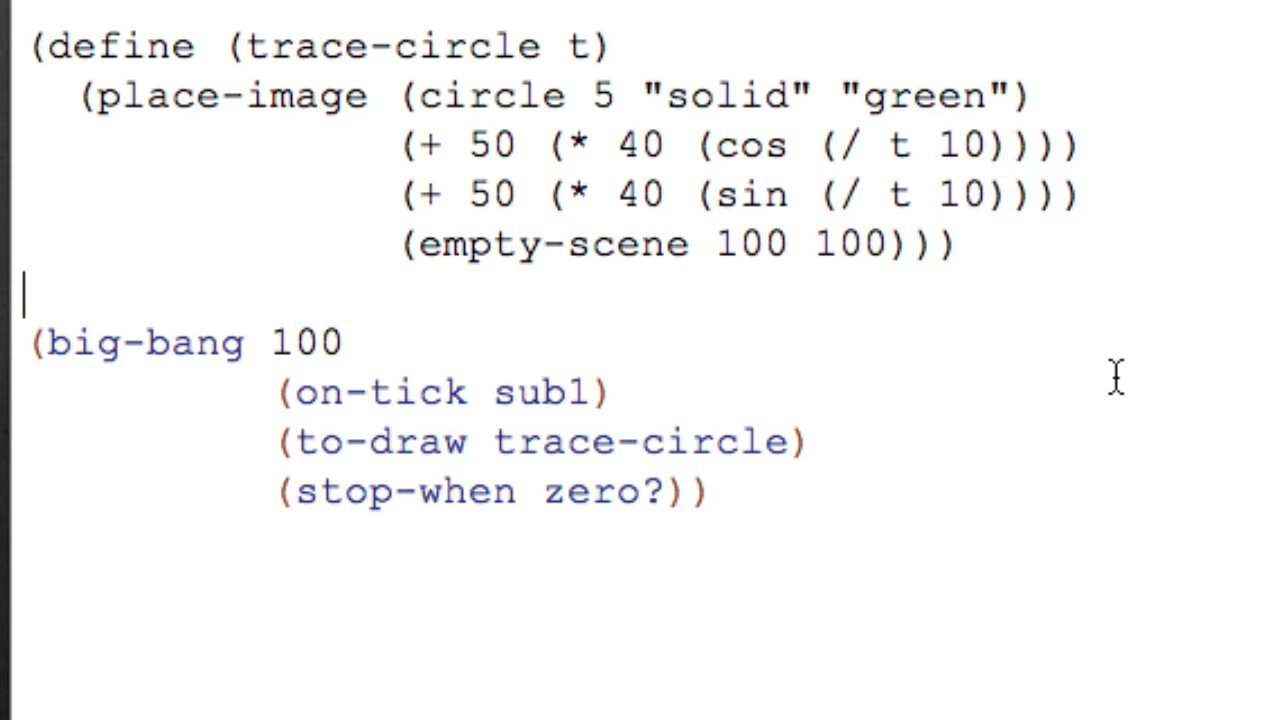 (define (trace-circle t)
  (place-image (circle 5 "solid" "green")
               (+ 50 (* 40 (cos (/ t 10))))
               (+ 50 (* 40 (sin (/ t 10))))
               (empty-scene 100 100)))
(big-bang 100
          (on-tick sub1)
          (to-draw trace-circle)
          (stop-when zero?))